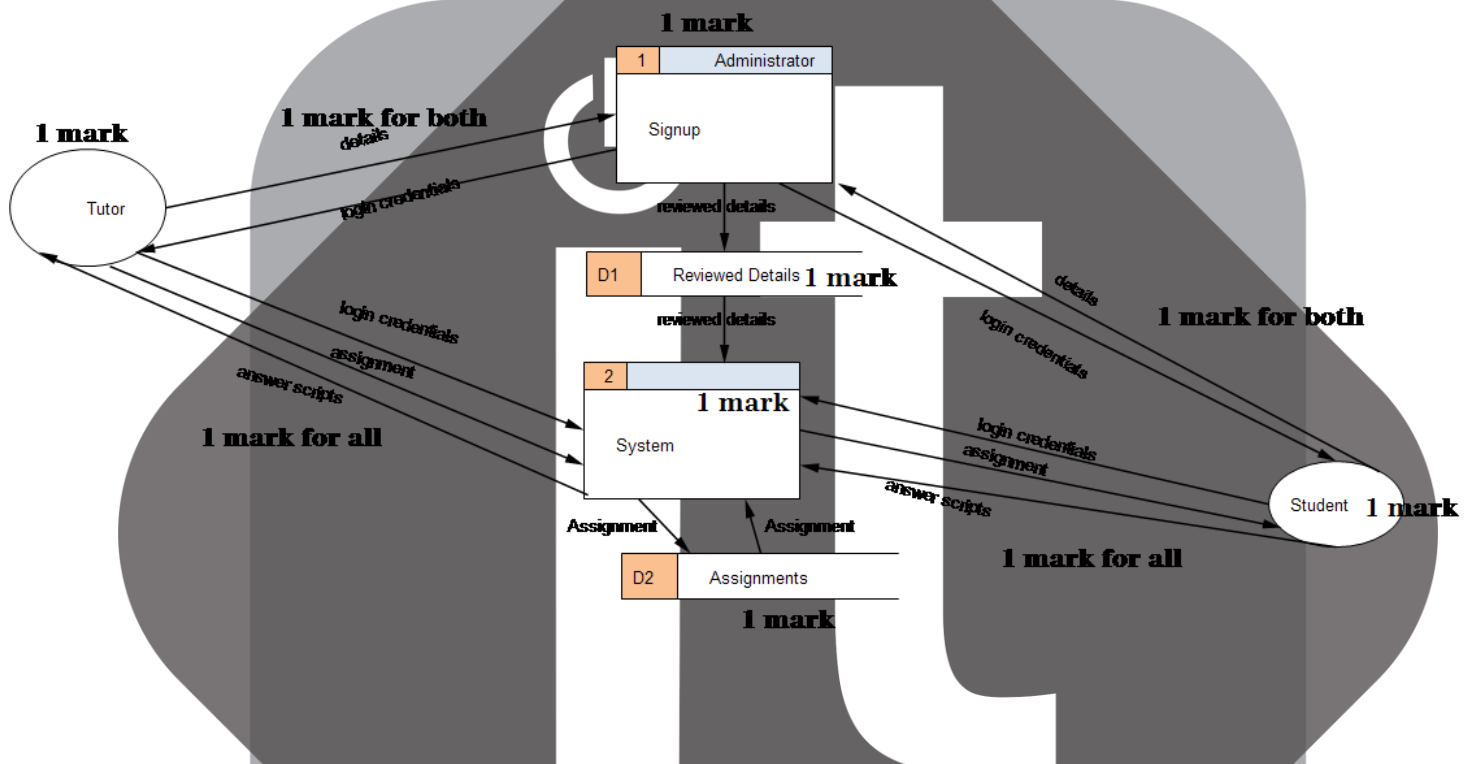 1 mark
1
Administrator
Signup
1 mark for both
1 mark
details
Tutor
login credentials
reviewed details
D1
Reviewed Details
1 mark
reviewed details
details
login credentials
1 mark for both
login credentials
assignment
answer scripts
1 mark for all
2
1 mark
System
login credentials
assignment
answer scripts
Student
1 mark
Assignment
Assignment
1 mark for all
D2
Assignments
1 mark